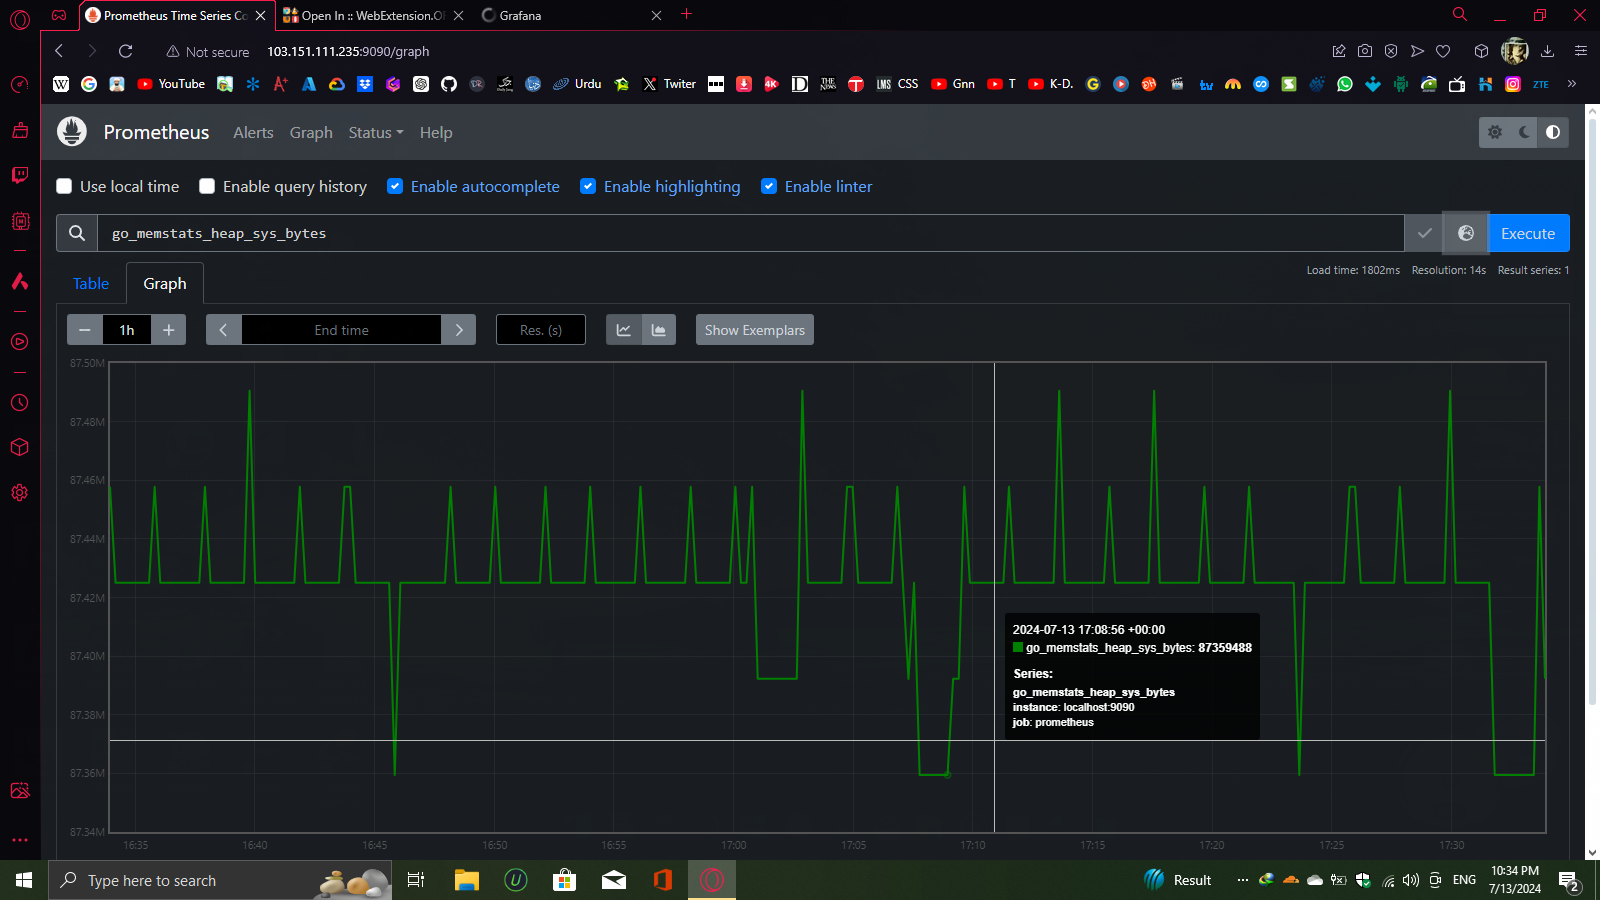 Prometheus Time Series Co
Open In :: WebExtension.O
Grafana
Not secure
103.151.111.235:9090/graph
YouTube
Urdu
Twiter
CSS
Gnn
T
K-D.
ZTE
Prometheus
Alerts
Graph
Status
Help
Use local time
Enable query history
Enable autocomplete
Enable highlighting
Enable linter
go_memstats_heap_sys_bytes
Execute
Load time: 1802ms Resolution: 14s Result series: 1
Table
Graph
1h
End time
Res. (s)
Show Exemplars
87.50M
87.48M
87.46M
87.44M
87.42M
87.40M
87.38M
87.36M
87.34M
2024-07-13 17:08:56 +00:00
go_memstats_heap_sys_bytes: 87359488
Series:
go_memstats_heap_sys_bytes
instance: localhost:9090
job: prometheus
16:35 16:40 16:45 16:50 16:55 17:00 17:05 17:10 17:15 17:20 17:25 17:30
Type here to search
Result
ENG
10:34 PM
7/13/2024
2